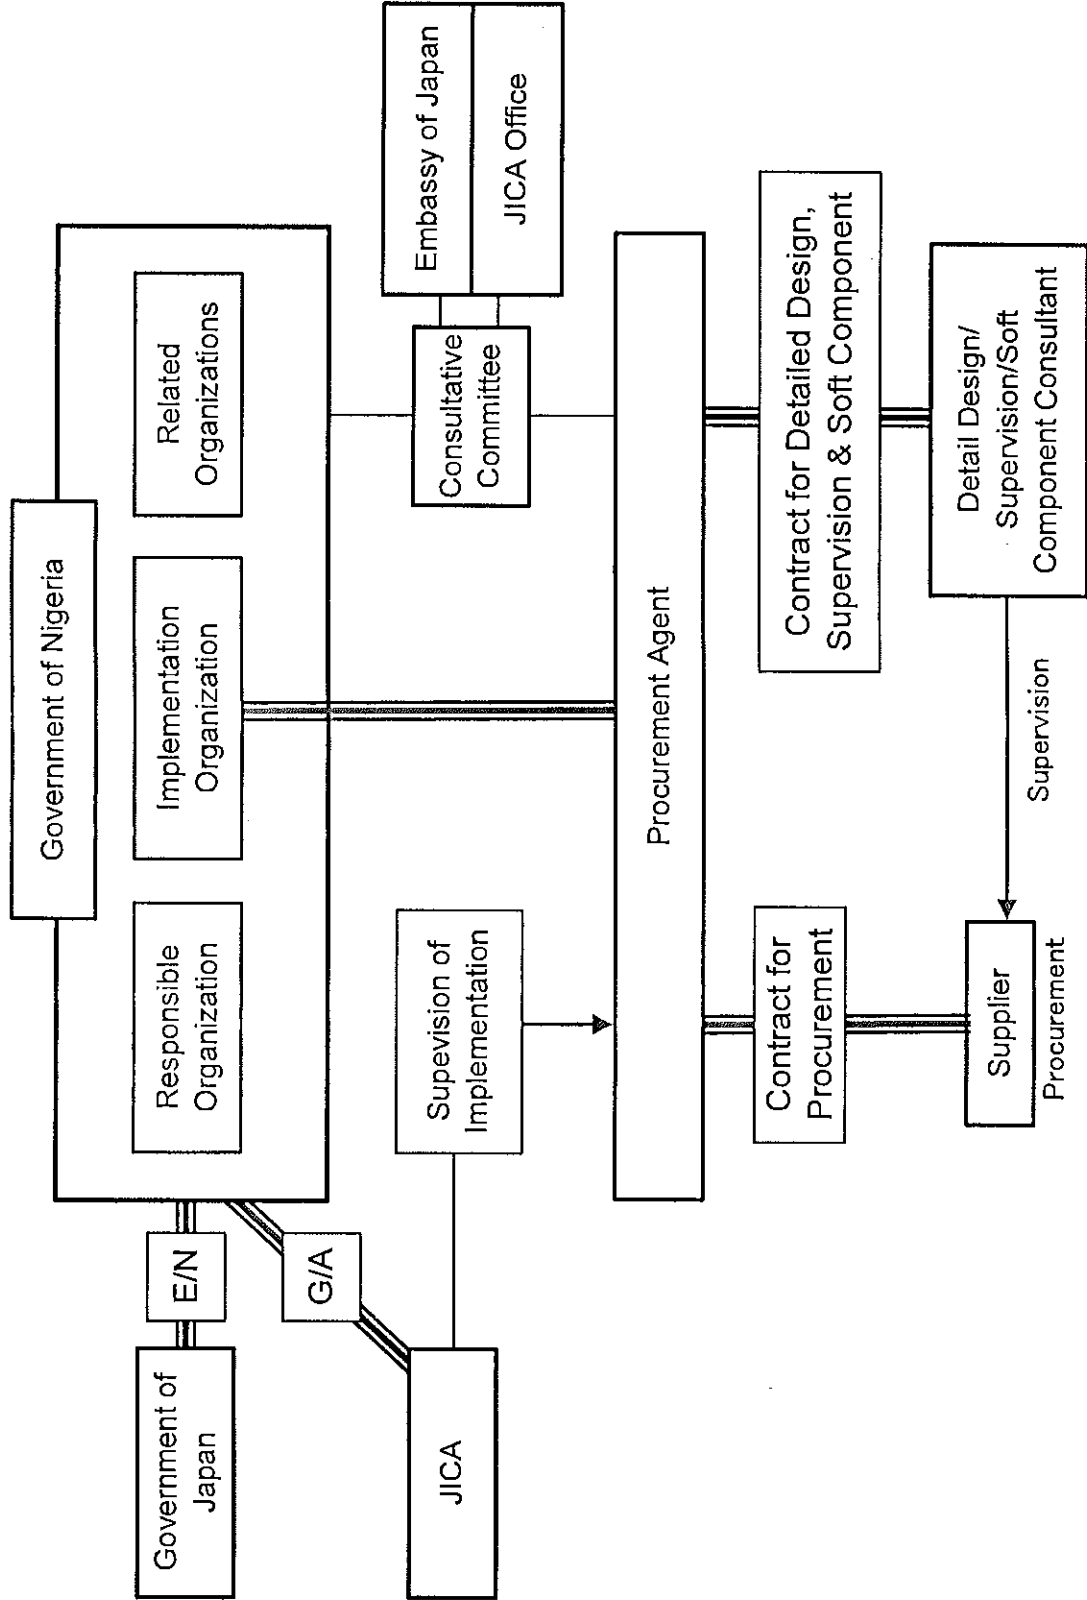 Government of Nigeria
Responsible
Organization
Implementation
Organization
Related
Organizations
Government of
Japan
E/N
G/A
JICA
Supevision of
Implementation
Consultative
Committee
Embassy of Japan
JICA Office
Procurement Agent
Contract for
Procurement
Contract for Detailed Design,
Supervision & Soft Component
Supplier
Procurement
Supervision
Detail Design/
Supervision/Soft
Component Consultant